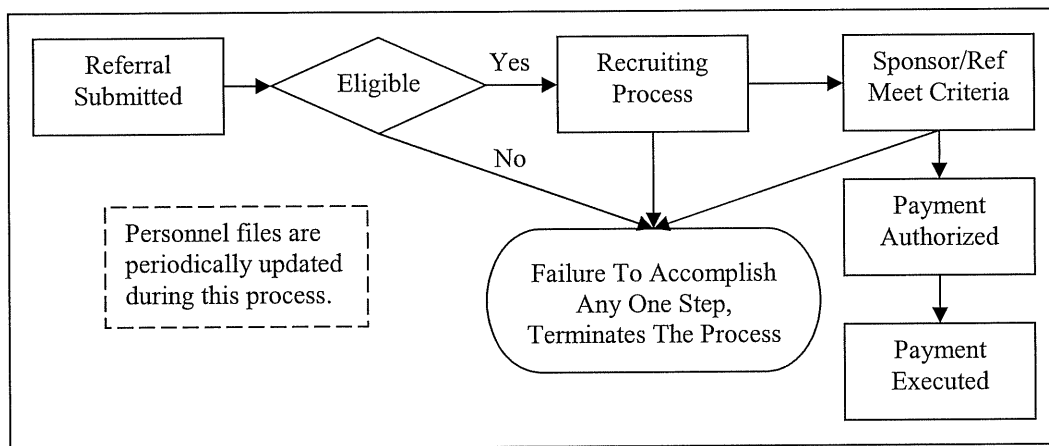 Referral
Submitted
Eligible
Yes
Recruiting
Process
Sponsor/Ref
Meet Criteria
No
Personnel files are
periodically updated
during this process.
Failure To Accomplish
Any One Step,
Terminates The Process
Payment
Authorized
Payment
Executed